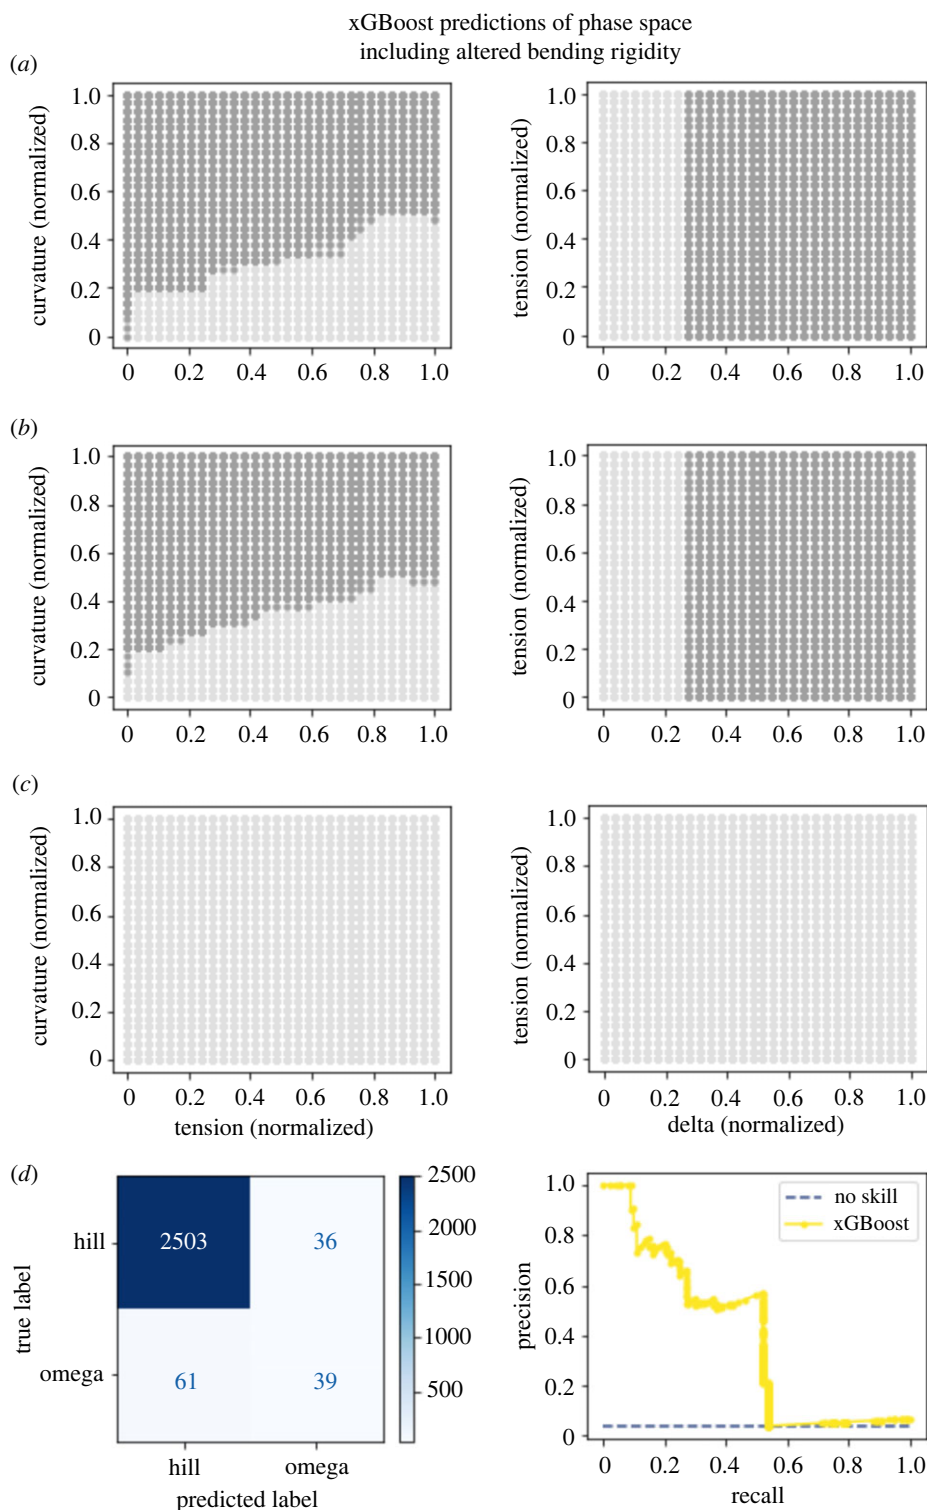 xGBoost predictions of phase space
including altered bending rigidity
(a)
curvature (normalized)
1.0
0.8
0.6
0.4
0.2
0
0 0.2 0.4 0.6 0.8 1.0
tension (normalized)
1.0
0.8
0.6
0.4
0.2
0
0 0.2 0.4 0.6 0.8 1.0
(b)
curvature (normalized)
1.0
0.8
0.6
0.4
0.2
0
0 0.2 0.4 0.6 0.8 1.0
tension (normalized)
1.0
0.8
0.6
0.4
0.2
0
0 0.2 0.4 0.6 0.8 1.0
(c)
curvature (normalized)
1.0
0.8
0.6
0.4
0.2
0
0 0.2 0.4 0.6 0.8 1.0
tension (normalized)
tension (normalized)
1.0
0.8
0.6
0.4
0.2
0
0 0.2 0.4 0.6 0.8 1.0
delta (normalized)
(d)
true label
hill
omega
2503 36
61 39
hill omega
predicted label
2500
2000
1500
1000
500
precision
1.0
0.8
0.6
0.4
0.2
0
no skill
xGBoost
0 0.2 0.4 0.6 0.8 1.0
recall